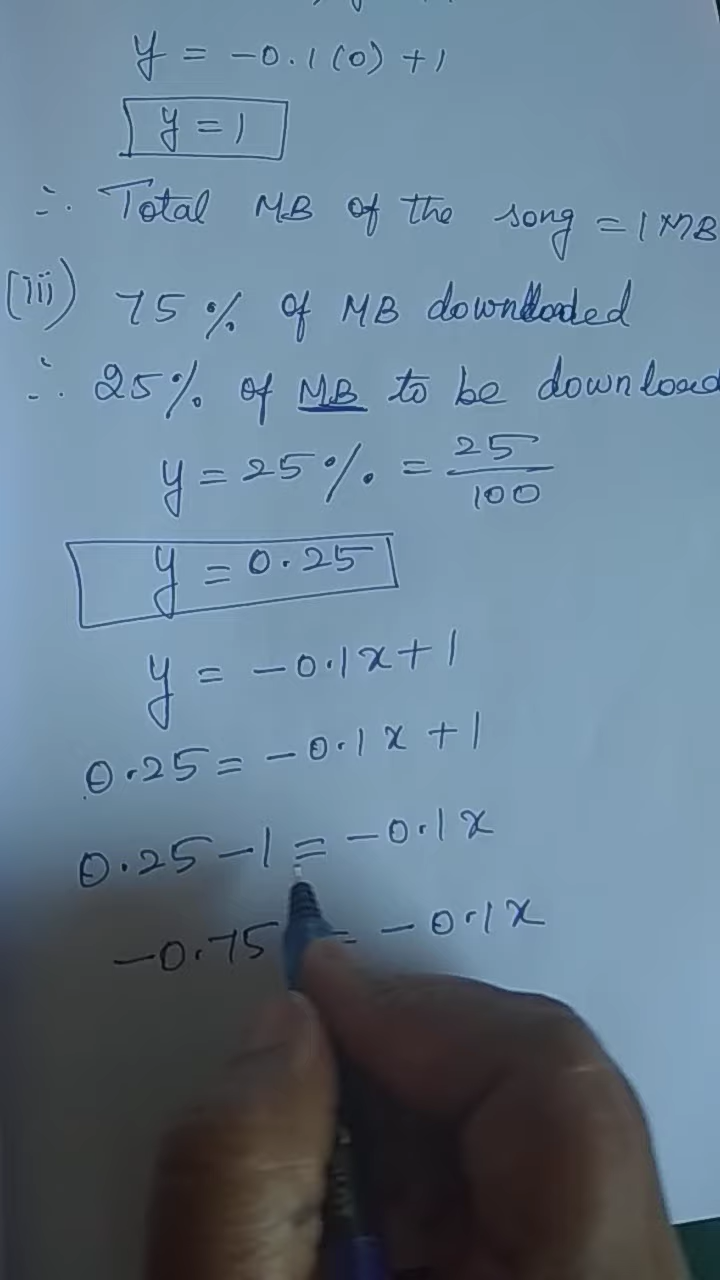 y = -0.1(0) +1
y = 1
∴ Total MB of the song = 1 MB
(iii) 75% of MB downloaded
∴ 25% of MB to be download
y = 25% = 25/100
y = 0.25
y = -0.1x+1
0.25 = -0.1x +1
0.25-1 = -0.1x
-0.75 = -0.1x